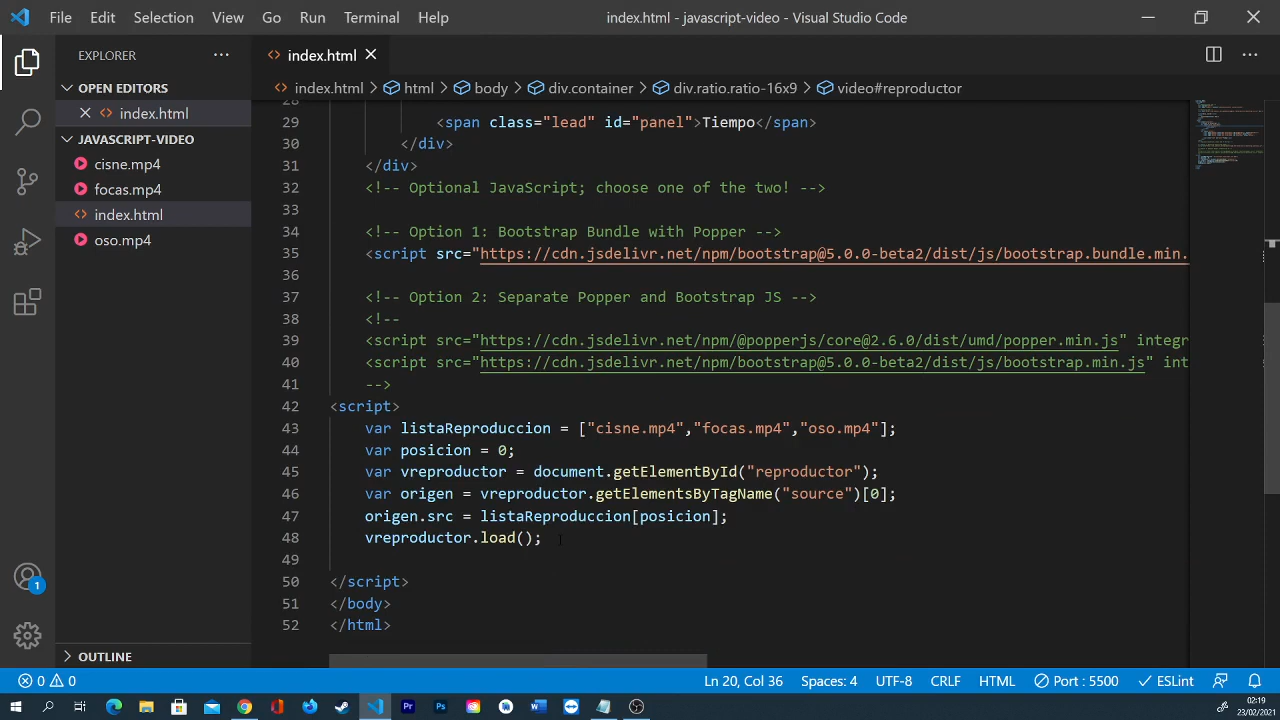 File Edit Selection View Go Run Terminal Help index.html - javascript-video - Visual Studio Code
EXPLORER
index.html
OPEN EDITORS
index.html > html > body > div.container > div.ratio.ratio-16x9 > video#reproductor
index.html
JAVASCRIPT-VIDEO
cisne.mp4
focas.mp4
index.html
oso.mp4
28
29 <span class="lead" id="panel">Tiempo</span>
30 </div>
31 </div>
32 <!-- Optional JavaScript; choose one of the two! -->
33
34 <!-- Option 1: Bootstrap Bundle with Popper -->
35 <script src="https://cdn.jsdelivr.net/npm/bootstrap@5.0.0-beta2/dist/js/bootstrap.bundle.min.
36
37 <!-- Option 2: Separate Popper and Bootstrap JS -->
38 <!--
39 <script src="https://cdn.jsdelivr.net/npm/@popperjs/core@2.6.0/dist/umd/popper.min.js" integr
40 <script src="https://cdn.jsdelivr.net/npm/bootstrap@5.0.0-beta2/dist/js/bootstrap.min.js" int
41 -->
42 <script>
43 var listaReproduccion = ["cisne.mp4","focas.mp4","oso.mp4"];
44 var posicion = 0;
45 var vreproductor = document.getElementById("reproductor");
46 var origen = vreproductor.getElementsByTagName("source")[0];
47 origen.src = listaReproduccion[posicion];
48 vreproductor.load();
49
50 </script>
51 </body>
52 </html>
1
OUTLINE
0 0 Ln 20, Col 36 Spaces: 4 UTF-8 CRLF HTML Port : 5500 ESLint
02:19
23/02/2021